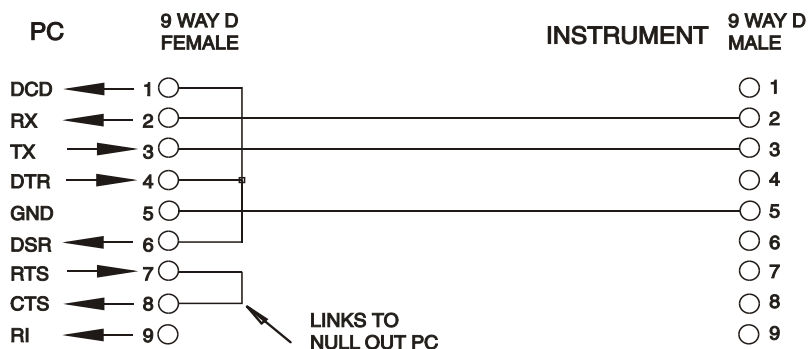 PC
9 WAY D
FEMALE
INSTRUMENT
9 WAY D
MALE
DCD 1 1
RX 2 2
TX 3 3
DTR 4 4
GND 5 5
DSR 6 6
RTS 7 7
CTS 8 8
RI 9 9
LINKS TO
NULL OUT PC